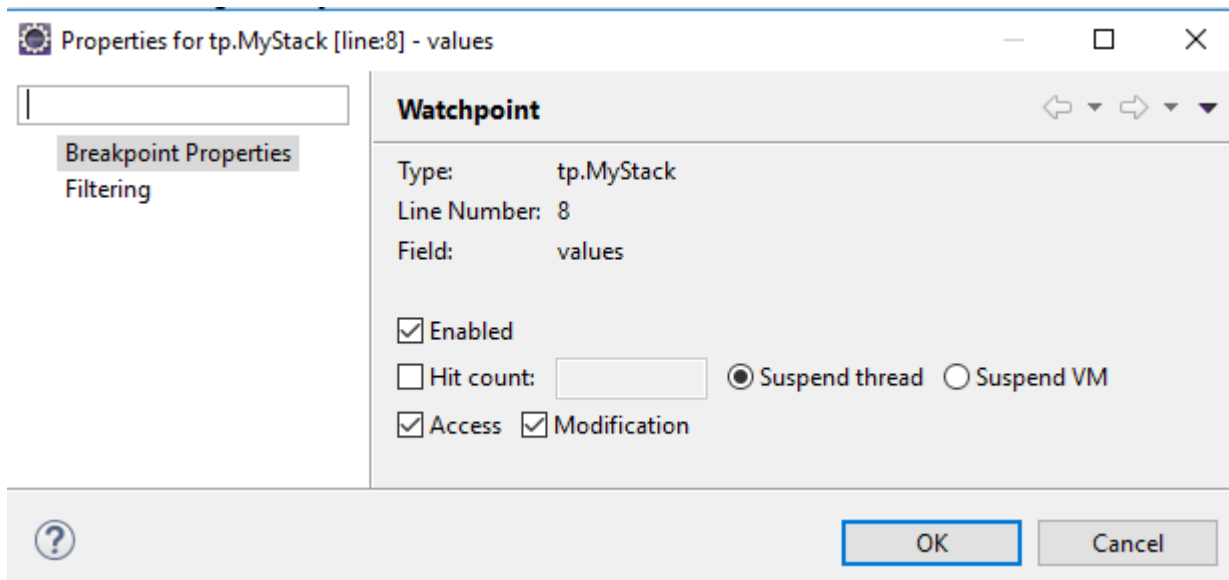 Properties for tp.MyStack [line:8] - values
Watchpoint
Breakpoint Properties
Filtering
Type: tp.MyStack
Line Number: 8
Field: values
Enabled
Hit count: Suspend thread Suspend VM
Access Modification
OK Cancel